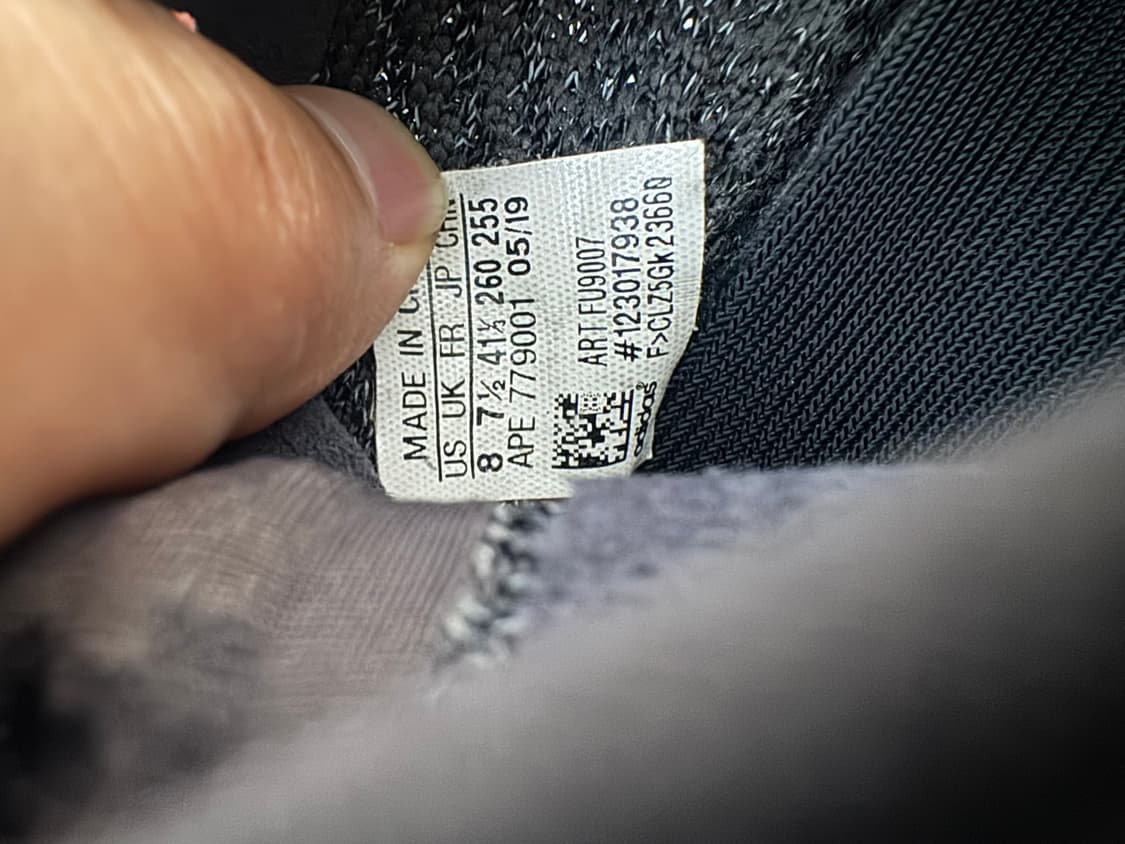 MADE IN
US UK FR JP CHN
8 7½ 41⅓ 260 255
APE 779001 05/19
ART FU9007
#123017938
F>CLZ5Gk2366Q
adidas®